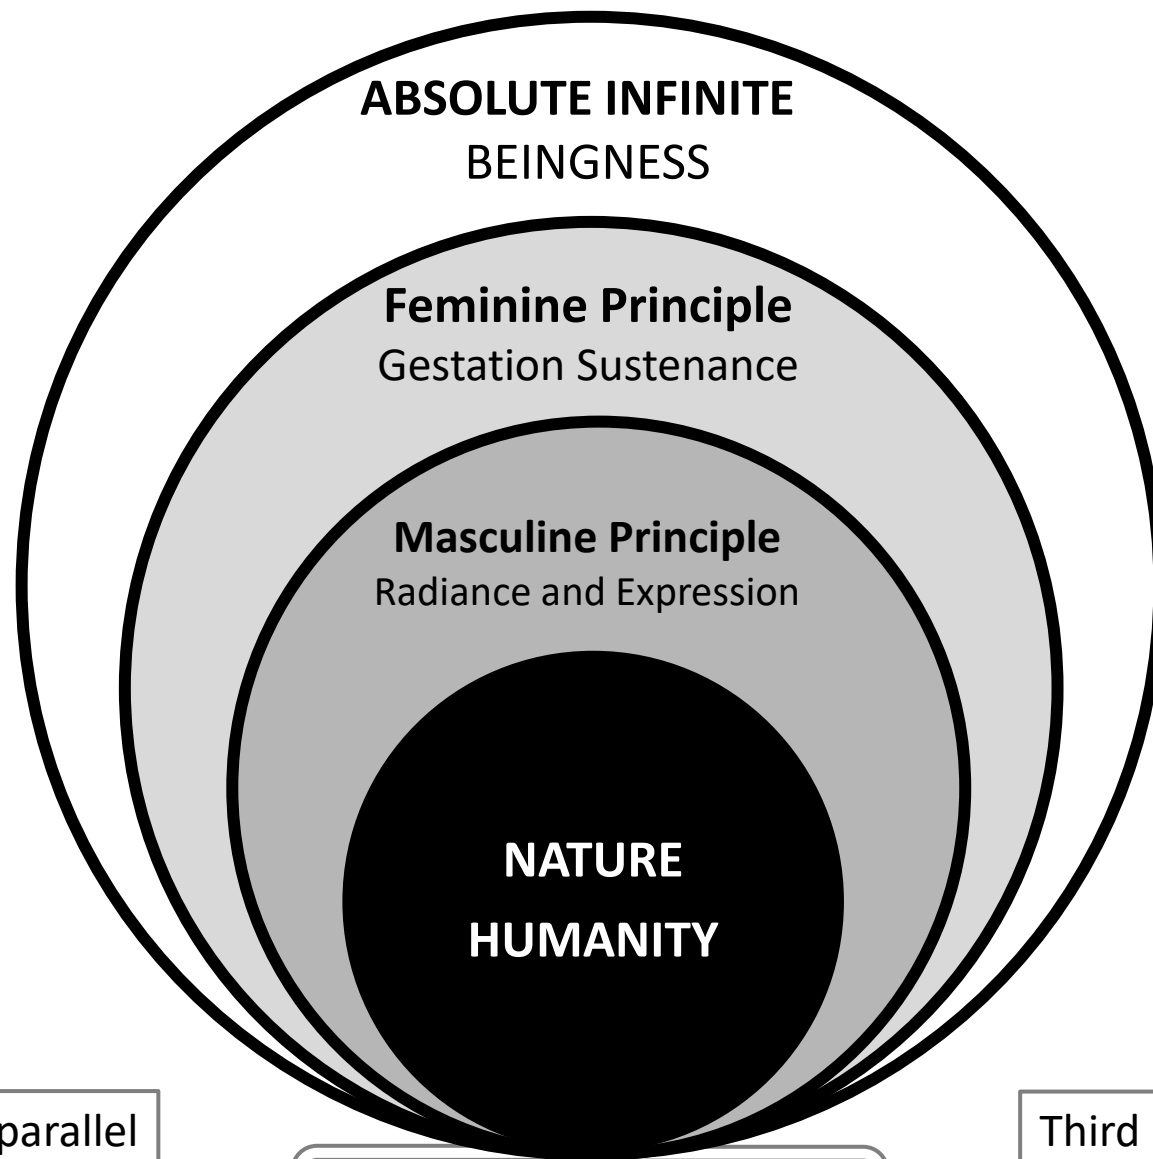 ABSOLUTE INFINITE
BEINGNESS
Feminine Principle
Gestation Sustenance
Masculine Principle
Radiance and Expression
NATURE
HUMANITY
parallel
Third